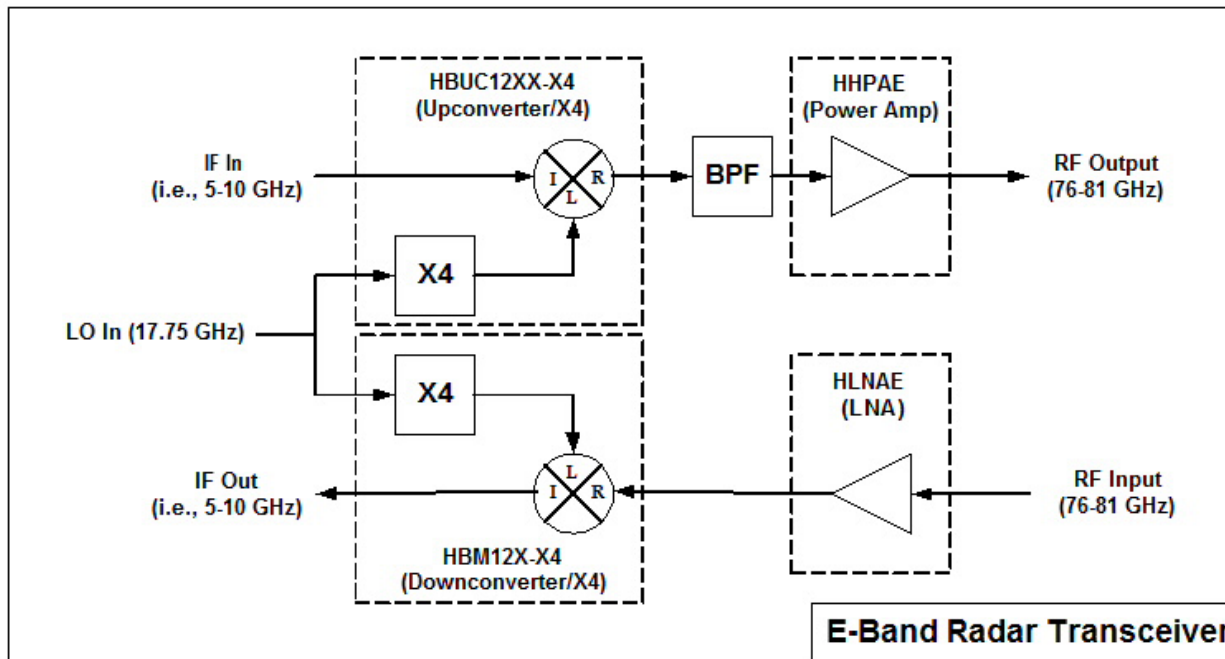 HBUC12XX-X4
(Upconverter/X4)
HHPAE
(Power Amp)
IF In
(i.e., 5-10 GHz)
I
R
L
BPF
RF Output
(76-81 GHz)
X4
LO In (17.75 GHz)
X4
HLNAE
(LNA)
IF Out
(i.e., 5-10 GHz)
L
I
R
RF Input
(76-81 GHz)
HBM12X-X4
(Downconverter/X4)
E-Band Radar Transceiver